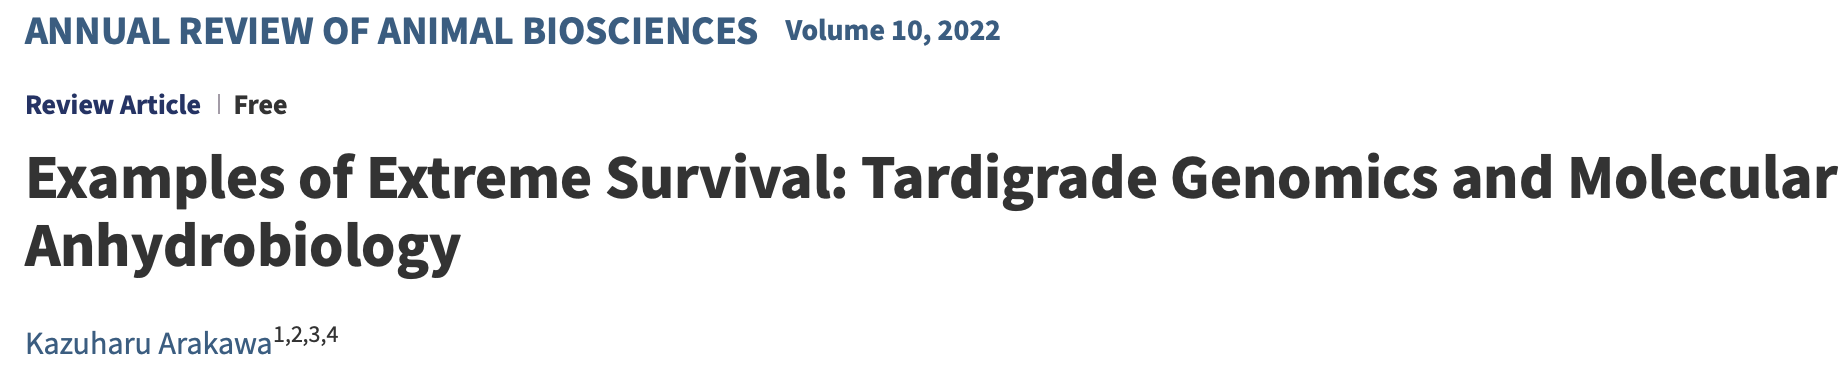 ANNUAL REVIEW OF ANIMAL BIOSCIENCES Volume 10, 2022
Review Article | Free
Examples of Extreme Survival: Tardigrade Genomics and Molecular
Anhydrobiology
Kazuharu Arakawa1,2,3,4